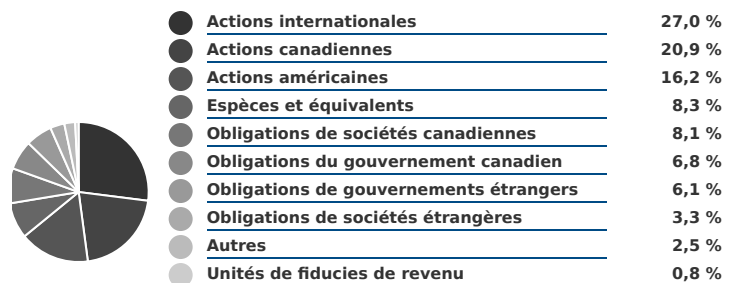 Actions internationales 27,0 %
Actions canadiennes 20,9 %
Actions américaines 16,2 %
Espèces et équivalents 8,3 %
Obligations de sociétés canadiennes 8,1 %
Obligations du gouvernement canadien 6,8 %
Obligations de gouvernements étrangers 6,1 %
Obligations de sociétés étrangères 3,3 %
Autres 2,5 %
Unités de fiducies de revenu 0,8 %